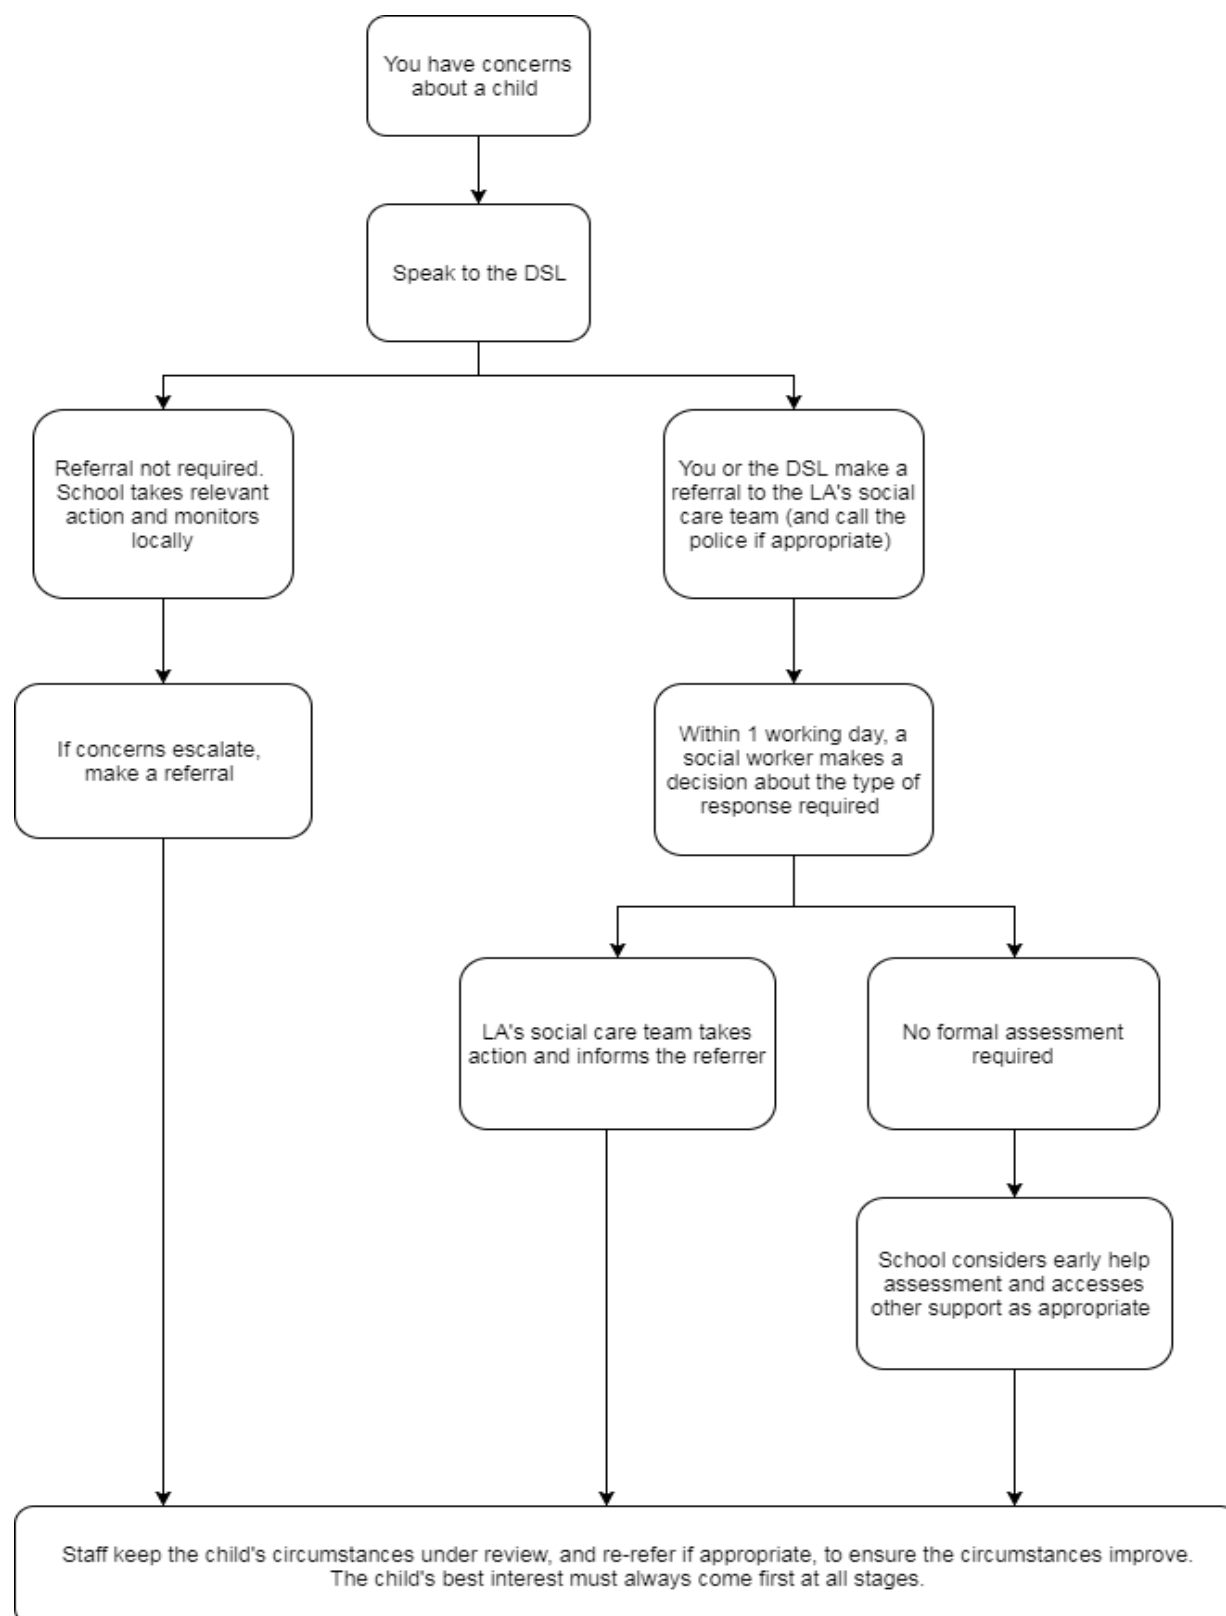 You have concerns
about a child
Speak to the DSL
Referral not required.
School takes relevant
action and monitors
locally
You or the DSL make a
referral to the LA's social
care team (and call the
police if appropriate)
If concerns escalate,
make a referral
Within 1 working day, a
social worker makes a
decision about the type of
response required
LA's social care team takes
action and informs the referrer
No formal assessment
required
School considers early help
assessment and accesses
other support as appropriate
Staff keep the child's circumstances under review, and re-refer if appropriate, to ensure the circumstances improve.
The child's best interest must always come first at all stages.